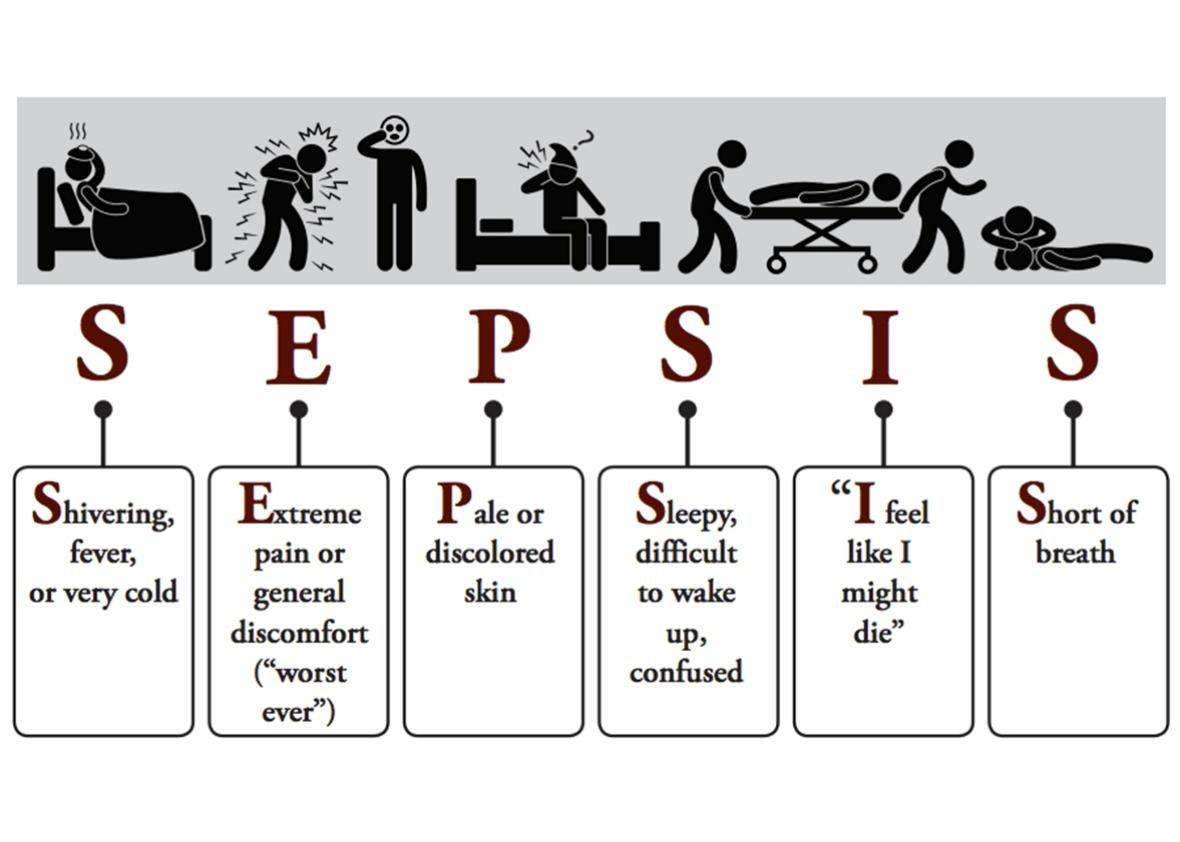 ?
S E P S I S
Shivering,
fever,
or very cold
Extreme
pain or
general
discomfort
(“worst
ever”)
Pale or
discolored
skin
Sleepy,
difficult
to wake
up,
confused
“I feel
like I
might
die”
Short of
breath